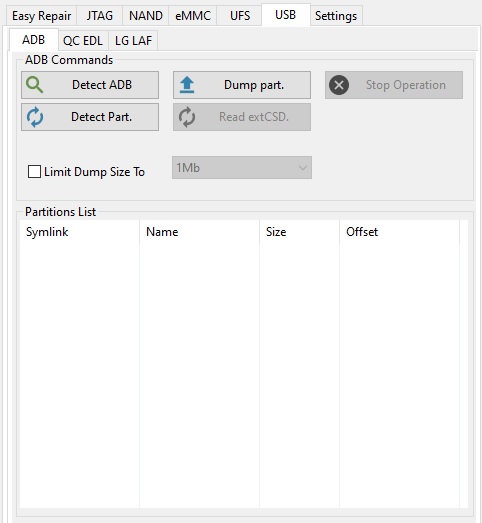 Easy Repair JTAG NAND eMMC UFS USB Settings
ADB QC EDL LG LAF
ADB Commands
Detect ADB Dump part. Stop Operation
Detect Part. Read extCSD.
Limit Dump Size To 1Mb
Partitions List
Symlink Name Size Offset